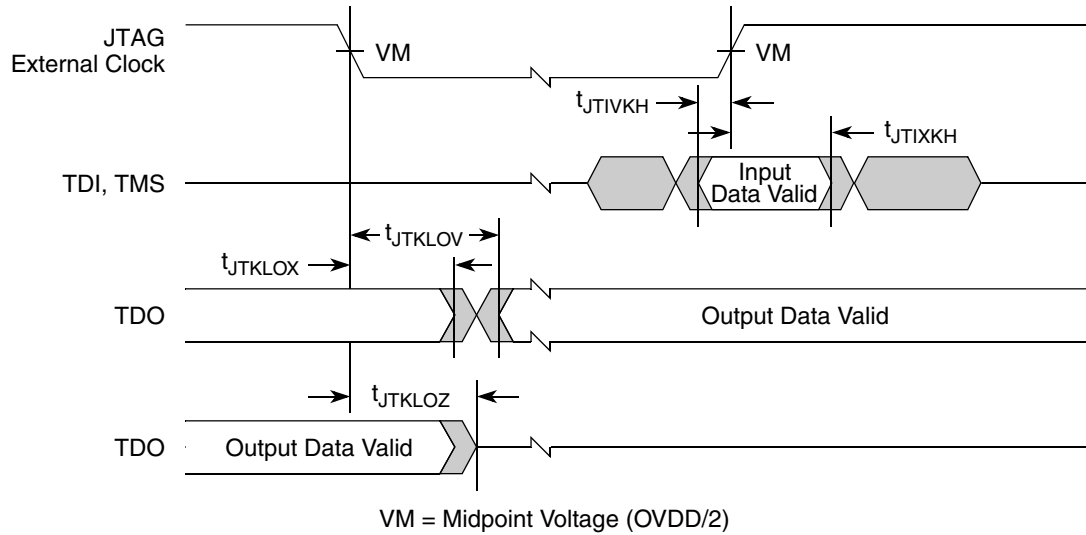 JTAG
External Clock
VM
VM
tJTIVKH
tJTIXKH
TDI, TMS
Input
Data Valid
tJTKLOV
tJTKLOX
TDO
Output Data Valid
tJTKLOZ
TDO
Output Data Valid
VM = Midpoint Voltage (OVDD/2)